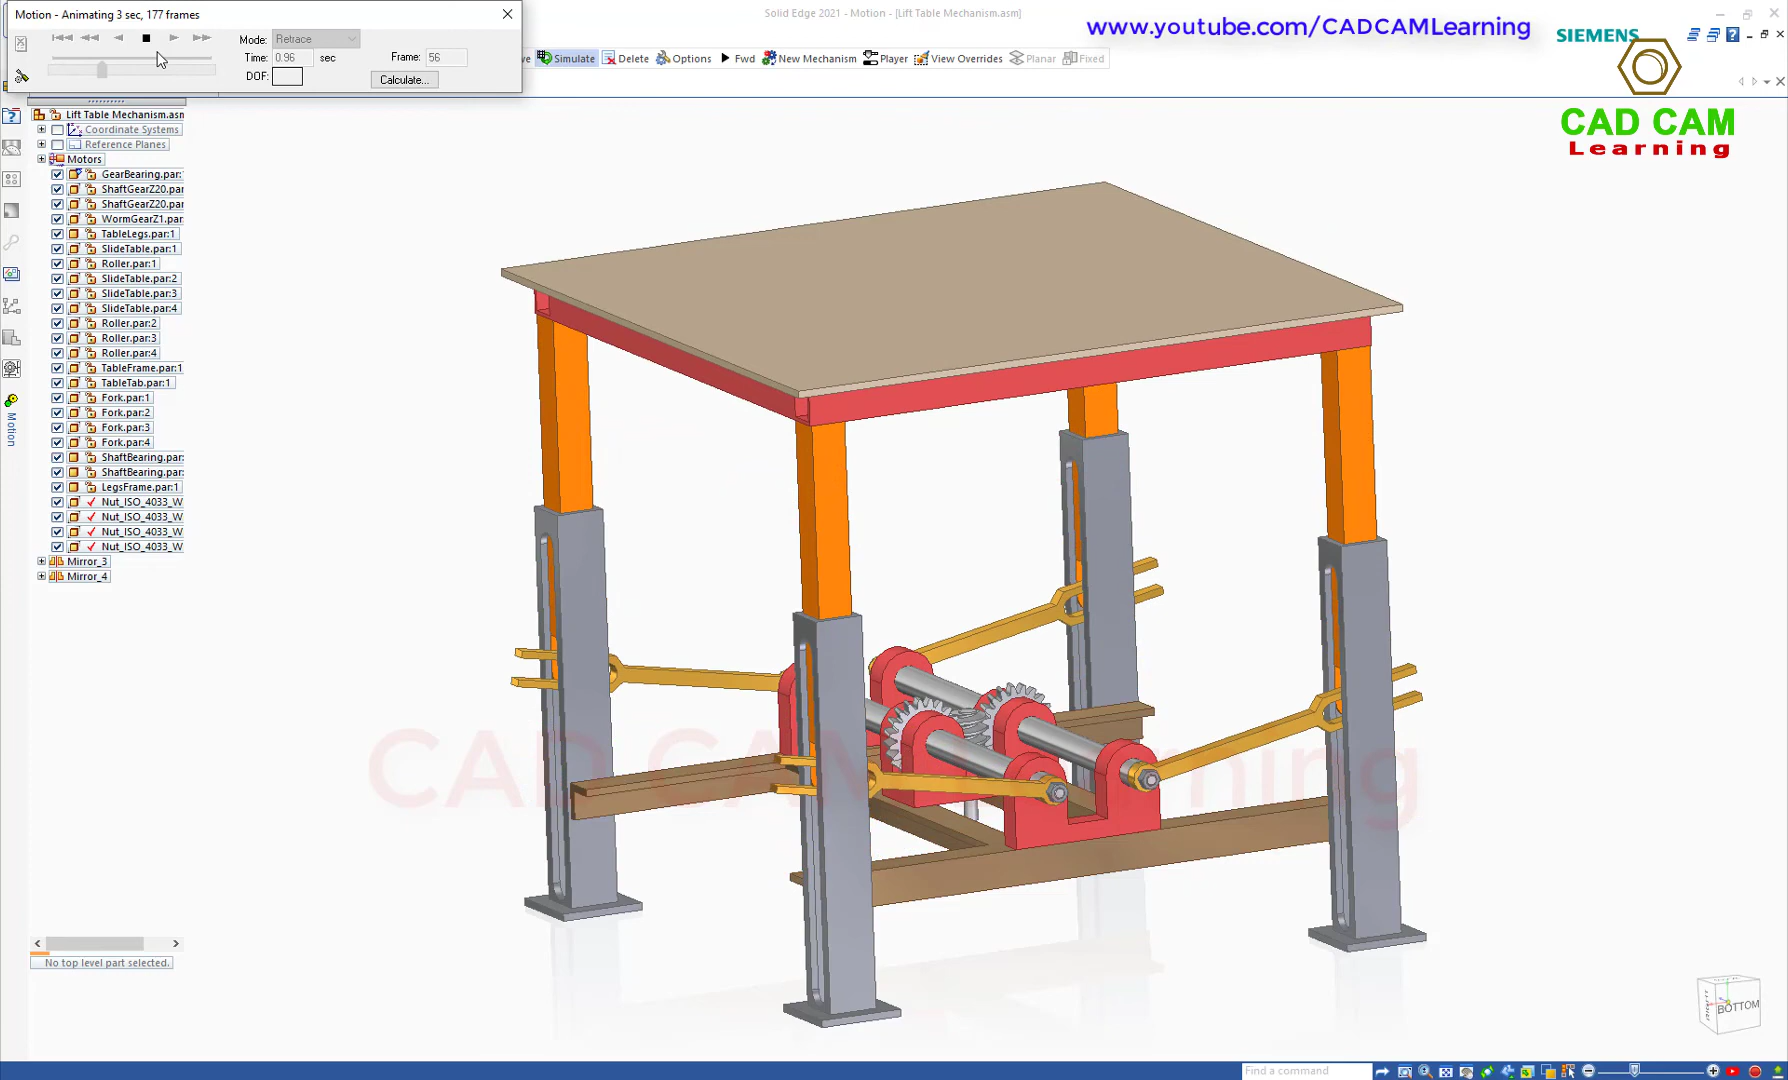 Motion - Animating 3 sec, 177 frames
Solid Edge 2021 - Motion - [Lift Table Mechanism.asm]
www.youtube.com/CADCAMLearning
SIEMENS
Mode: Retrace
Time: 0.96 sec
Frame: 56
DOF:
Calculate...
ve
Simulate
Delete
Options
Fwd
New Mechanism
Player
View Overrides
Planar
Fixed
CAD CAM
Learning
Lift Table Mechanism.asm
Coordinate Systems
Reference Planes
Motors
GearBearing.par:
ShaftGearZ20.par
ShaftGearZ20.par
WormGearZ1.par:
TableLegs.par:1
SlideTable.par:1
Roller.par:1
SlideTable.par:2
SlideTable.par:3
SlideTable.par:4
Roller.par:2
Roller.par:3
Roller.par:4
TableFrame.par:1
TableTab.par:1
Fork.par:1
Fork.par:2
Fork.par:3
Fork.par:4
ShaftBearing.par:
ShaftBearing.par:
LegsFrame.par:1
Nut_ISO_4033_W
Nut_ISO_4033_W
Nut_ISO_4033_W
Nut_ISO_4033_W
Mirror_3
Mirror_4
Motion
CAD CAM Learning
No top level part selected.
BOTTOM
Find a command